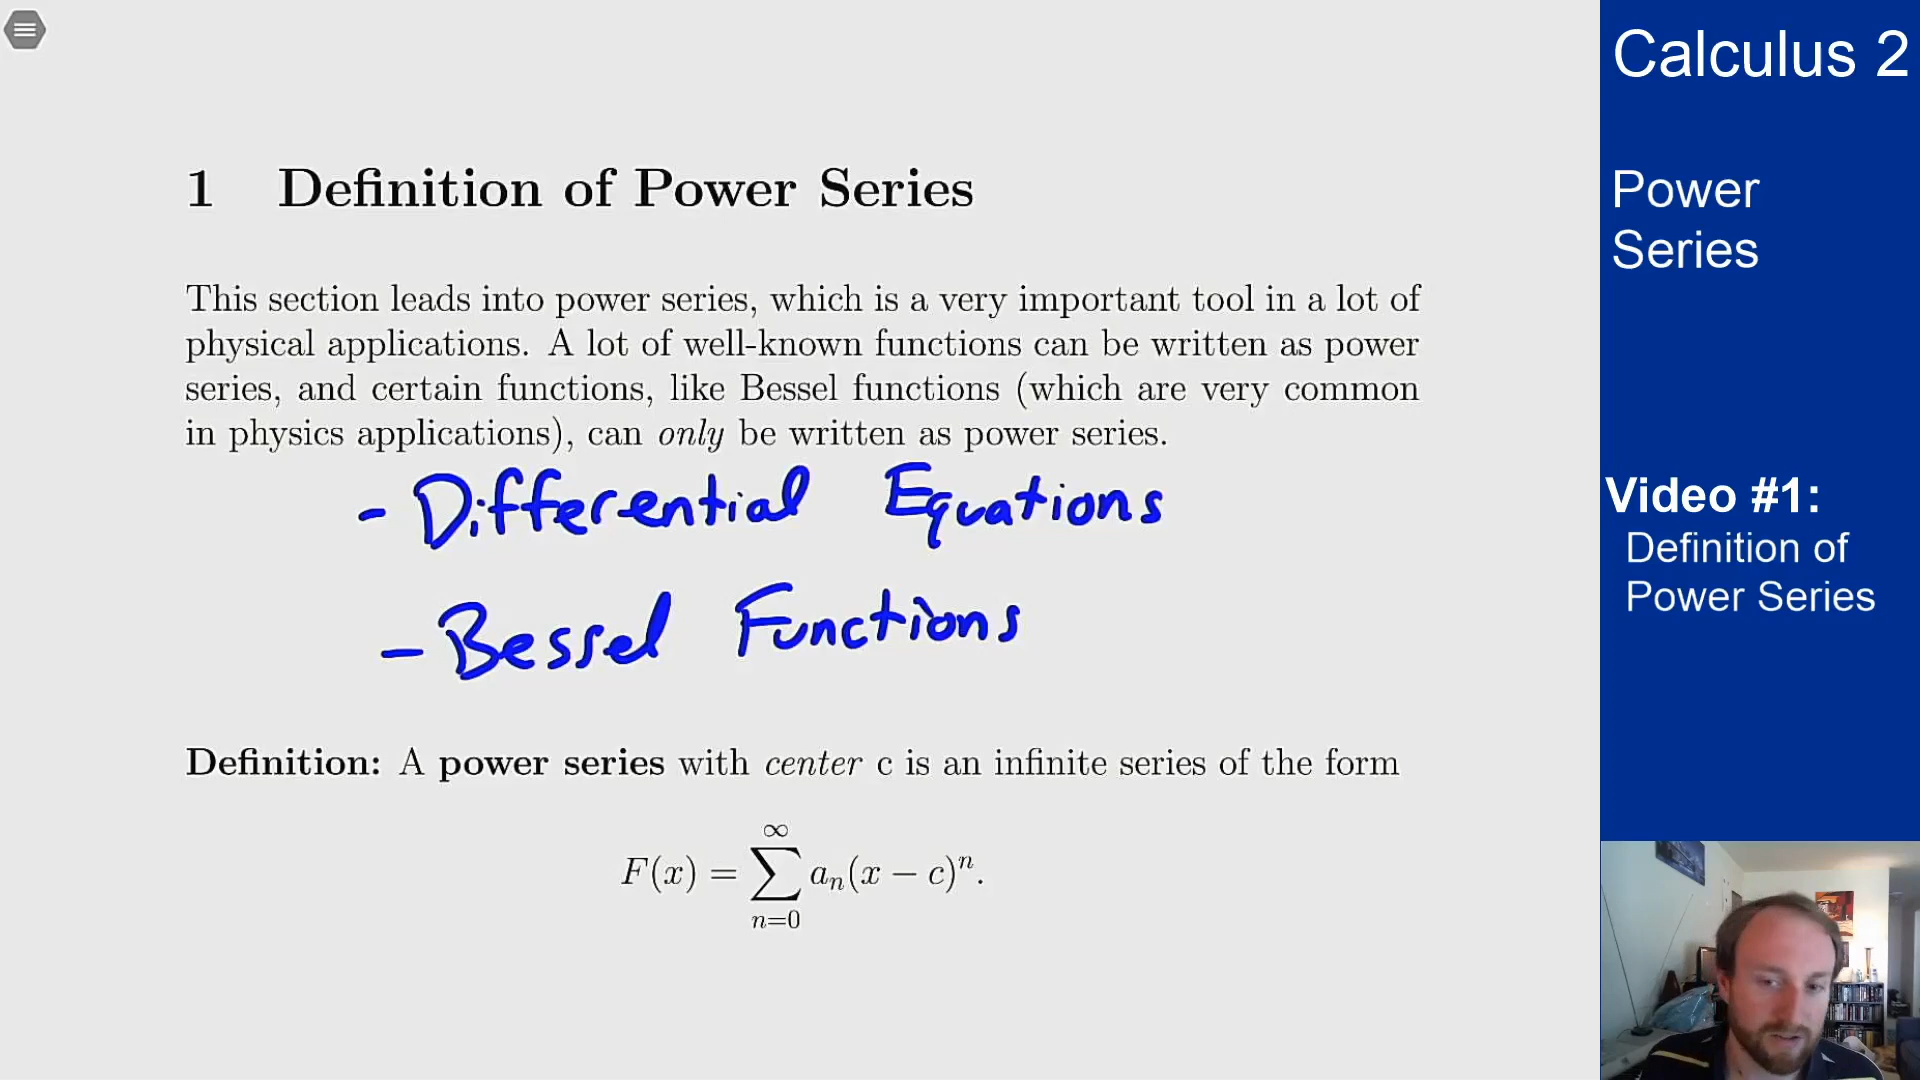 1 Definition of Power Series
This section leads into power series, which is a very important tool in a lot of
physical applications. A lot of well-known functions can be written as power
series, and certain functions, like Bessel functions (which are very common
in physics applications), can only be written as power series.
- Differential Equations
- Bessel Functions
Definition: A power series with center c is an infinite series of the form
F(x) = ∑_{n=0}^{∞} a_n(x − c)^n.
Calculus 2
Power
Series
Video #1:
Definition of
Power Series